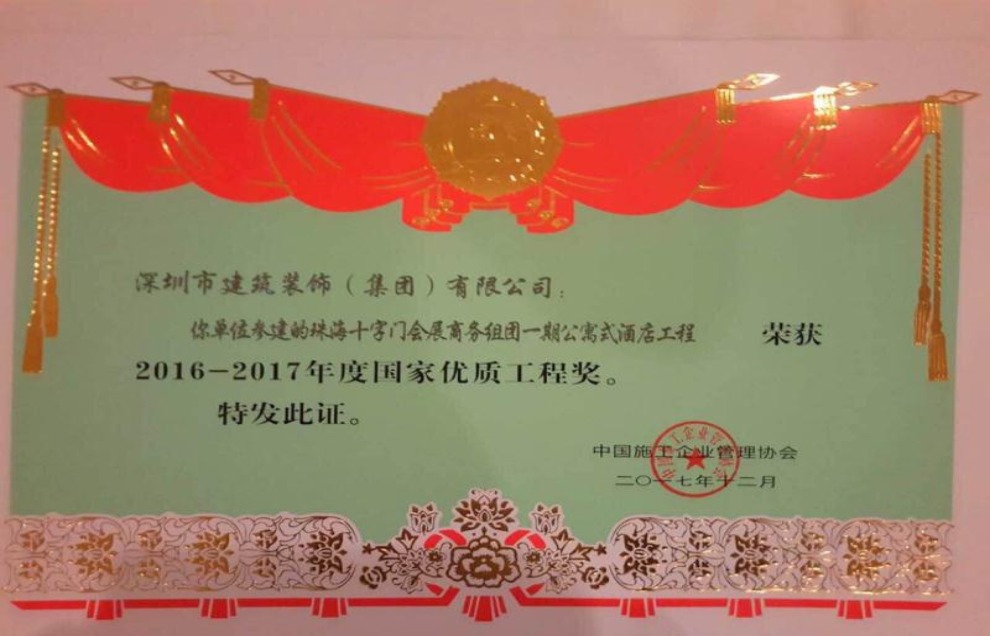 深圳市建筑装饰（集团）有限公司：
你单位参建的珠海十字门会展商务组团一期公寓式酒店工程 荣获
2016-2017年度国家优质工程奖。
特发此证。
中国施工企业管理协会
二〇一七年十二月